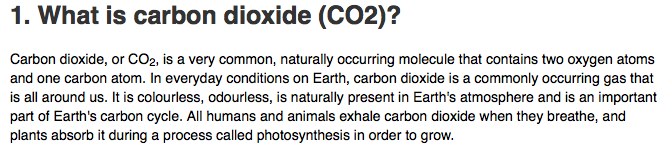 1. What is carbon dioxide (CO2)?
Carbon dioxide, or CO₂, is a very common, naturally occurring molecule that contains two oxygen atoms
and one carbon atom. In everyday conditions on Earth, carbon dioxide is a commonly occurring gas that
is all around us. It is colourless, odourless, is naturally present in Earth's atmosphere and is an important
part of Earth's carbon cycle. All humans and animals exhale carbon dioxide when they breathe, and
plants absorb it during a process called photosynthesis in order to grow.